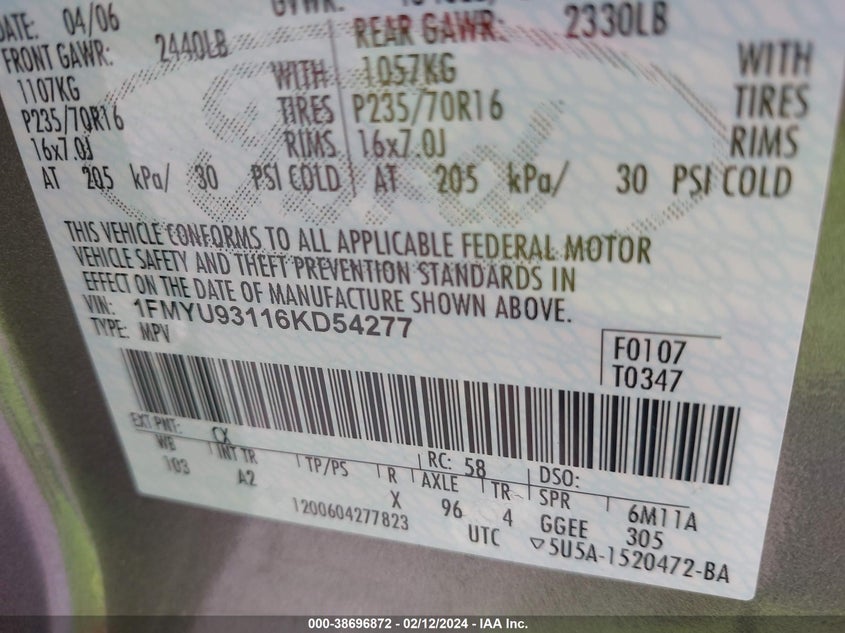 DATE: 04/06 GVWR:
FRONT GAWR: 2440LB REAR GAWR: 2330LB
1107KG WITH 1057KG WITH
P235/70R16 TIRES P235/70R16 TIRES
16x7.0J RIMS 16x7.0J RIMS
AT 205 kPa/ 30 PSI COLD AT 205 kPa/ 30 PSI COLD
THIS VEHICLE CONFORMS TO ALL APPLICABLE FEDERAL MOTOR
VEHICLE SAFETY AND THEFT PREVENTION STANDARDS IN
EFFECT ON THE DATE OF MANUFACTURE SHOWN ABOVE.
VIN: 1FMYU93116KD54277
TYPE: MPV
F0107
T0347
EXT PNT: CX RC: 58 DSO:
WB INT TR TP/PS R AXLE TR SPR
103 A2 X 96 4 GGEE 6M11A
1200604277823 UTC 305
▽5U5A-1520472-BA
000-38696872 - 02/12/2024 - IAA Inc.